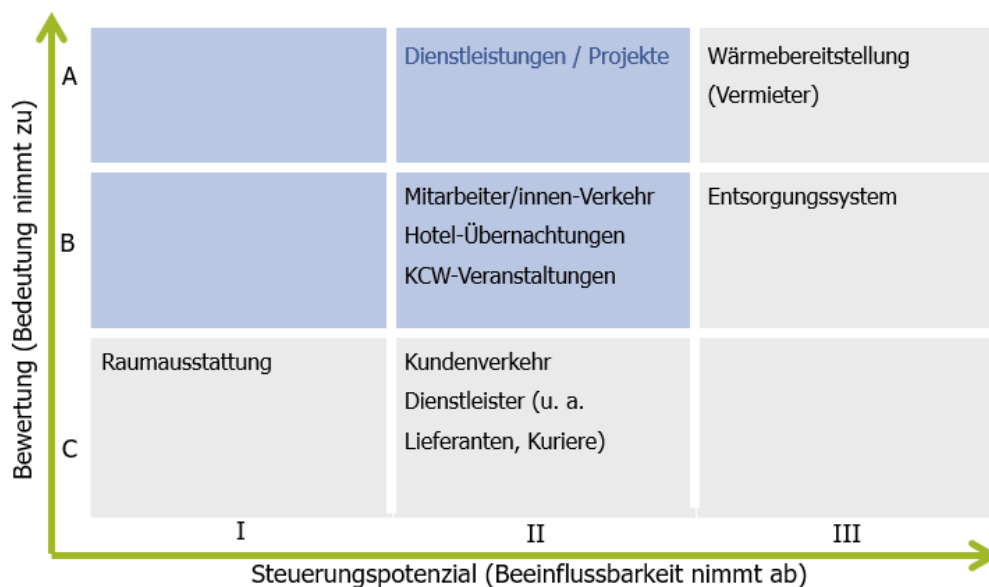 Bewertung (Bedeutung nimmt zu)
A
Dienstleistungen / Projekte
Wärmebereitstellung
(Vermieter)
B
Mitarbeiter/innen-Verkehr
Hotel-Übernachtungen
KCW-Veranstaltungen
Entsorgungssystem
C
Raumausstattung
Kundenverkehr
Dienstleister (u. a.
Lieferanten, Kuriere)
I
II
III
Steuerungspotenzial (Beeinflussbarkeit nimmt ab)